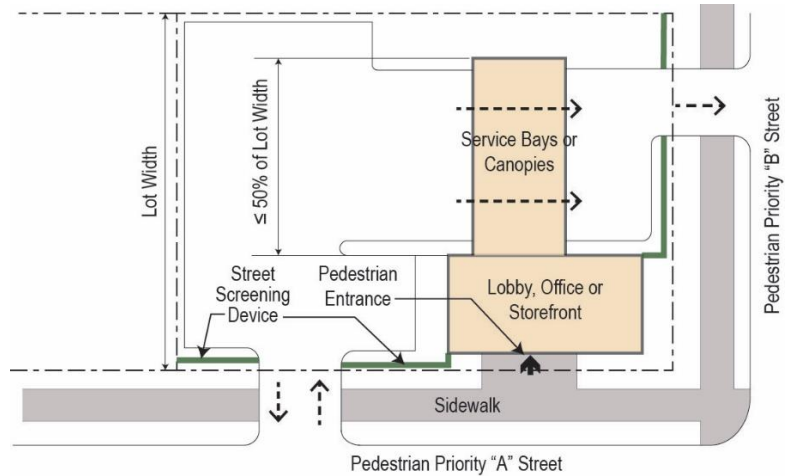 Lot Width
≤ 50% of Lot Width
Service Bays or
Canopies
Pedestrian Priority "B" Street
Street
Screening
Device
Pedestrian
Entrance
Lobby, Office or
Storefront
Sidewalk
Pedestrian Priority "A" Street